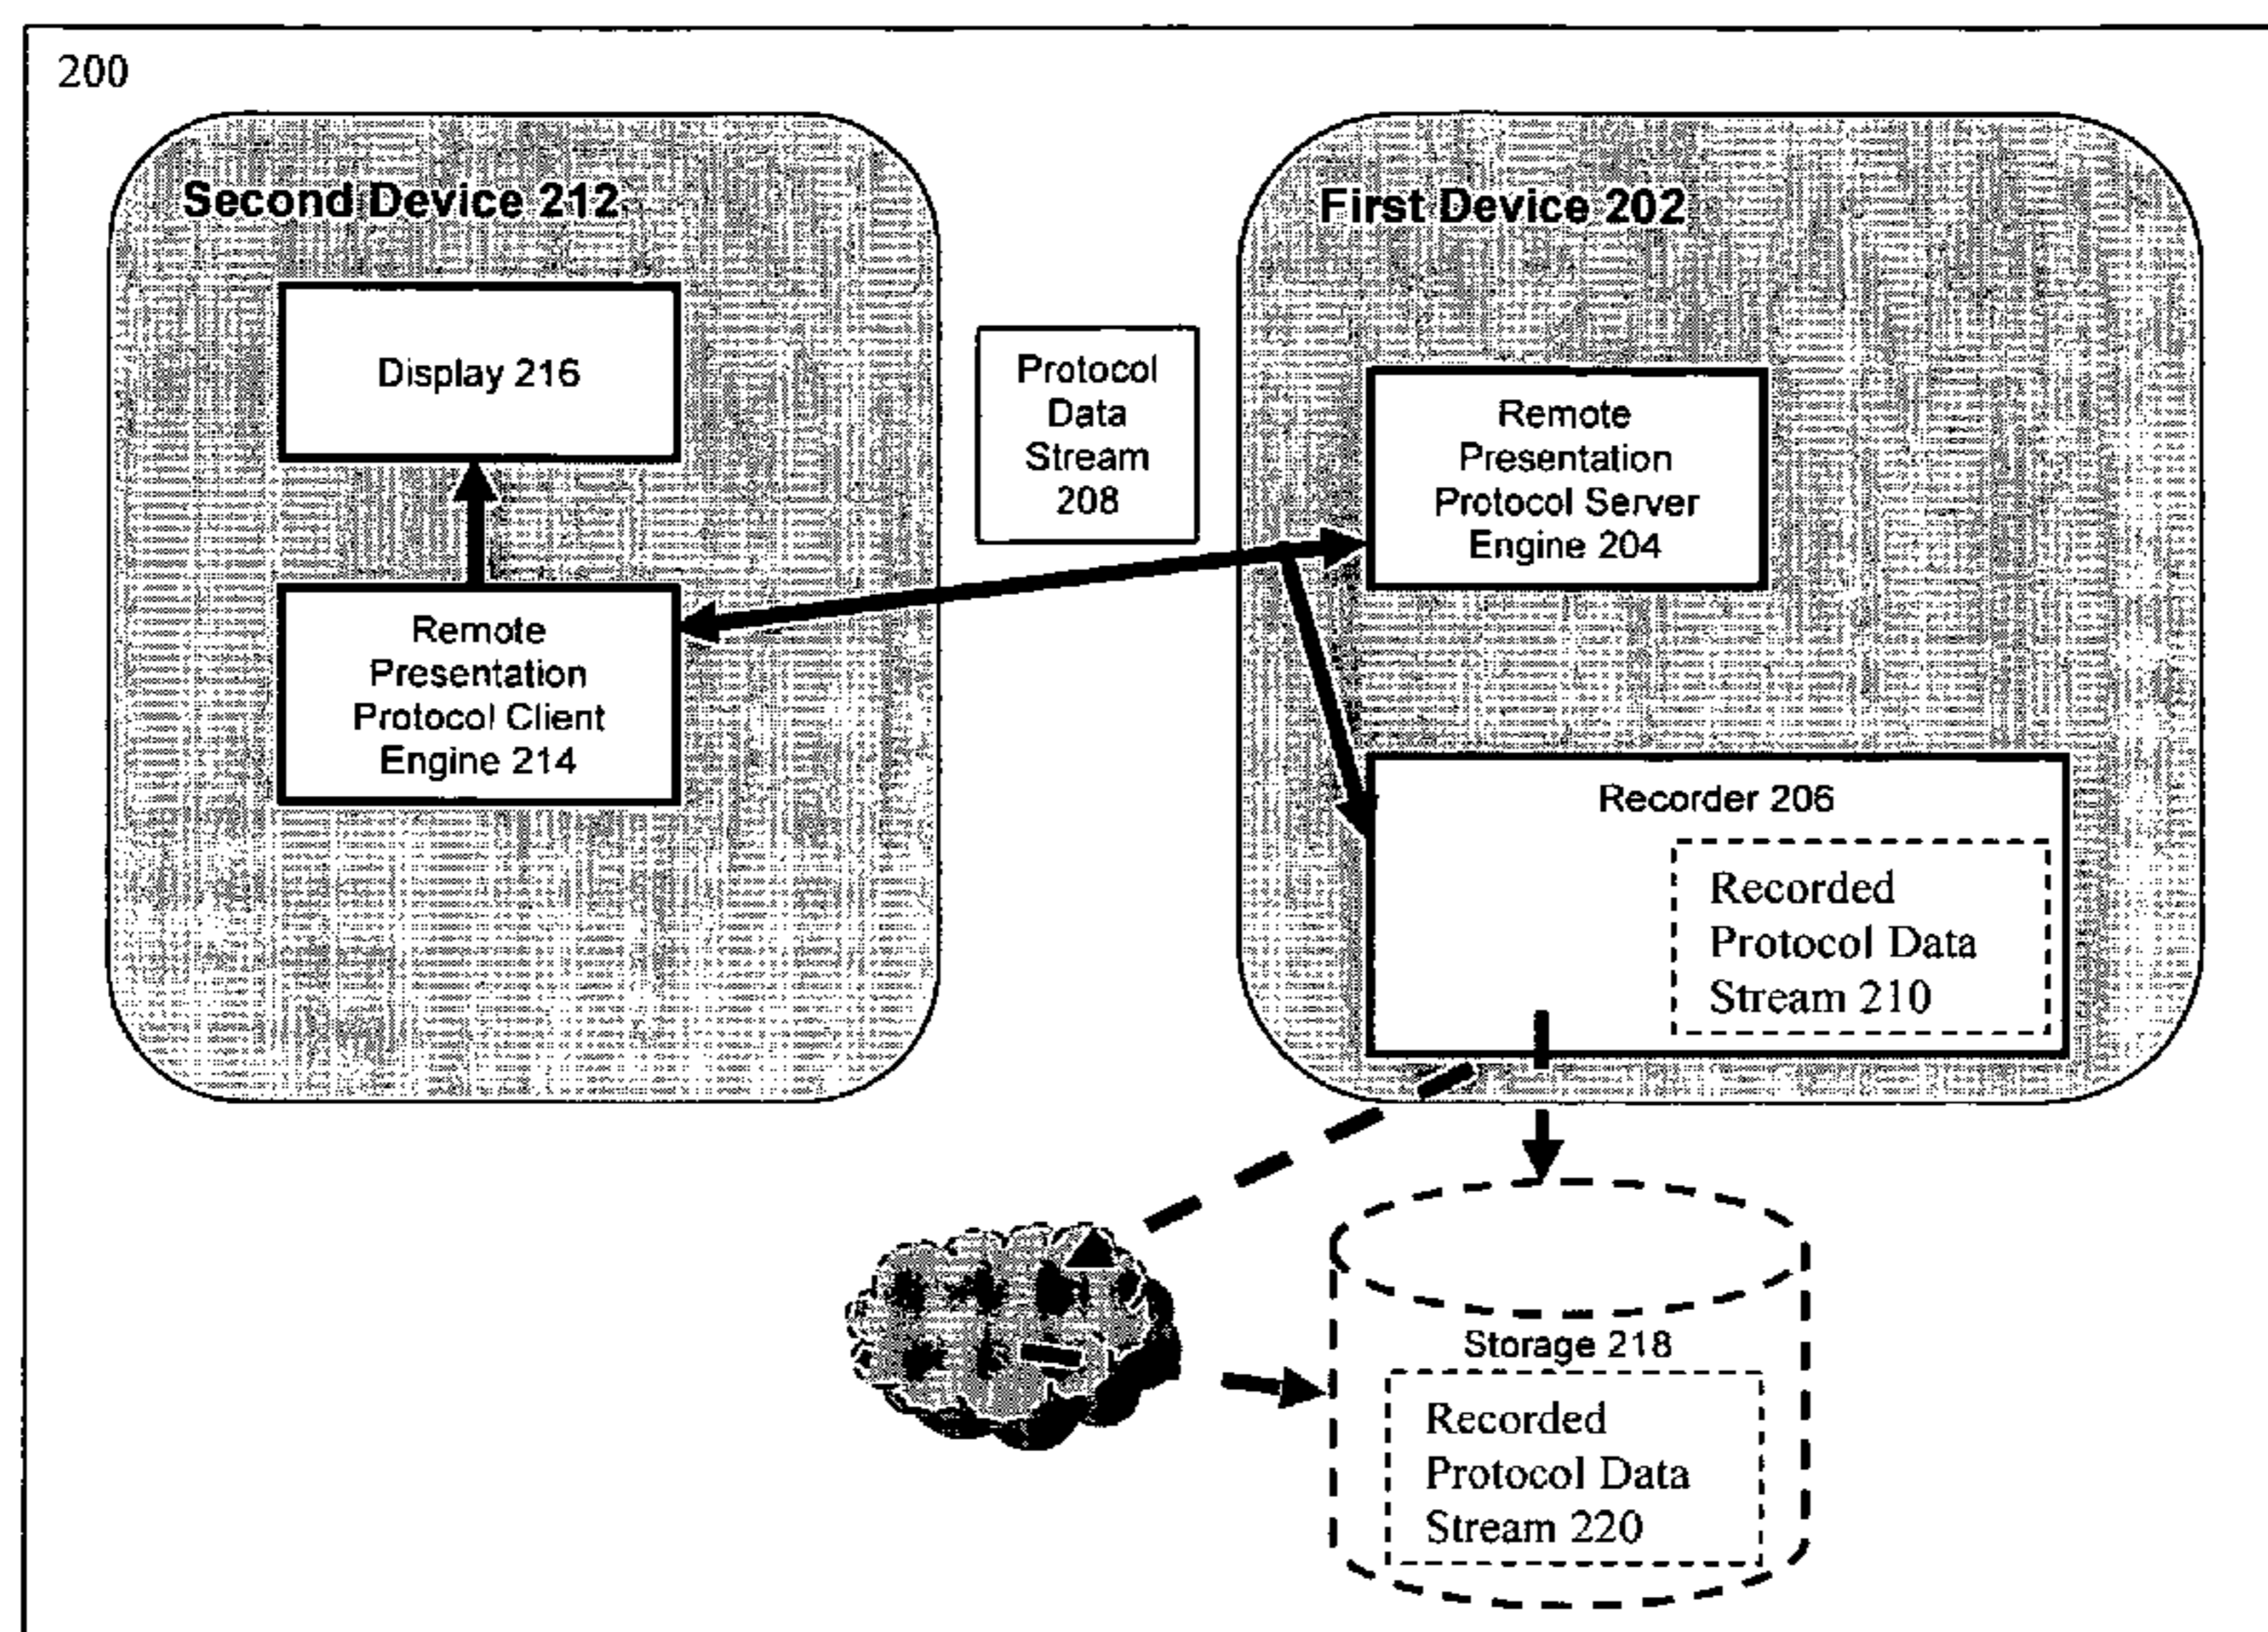 200
Second Device 212
First Device 202
Display 216
Protocol
Data
Stream
208
Remote
Presentation
Protocol Server
Engine 204
Remote
Presentation
Protocol Client
Engine 214
Recorder 206
Recorded
Protocol Data
Stream 210
Storage 218
Recorded
Protocol Data
Stream 220